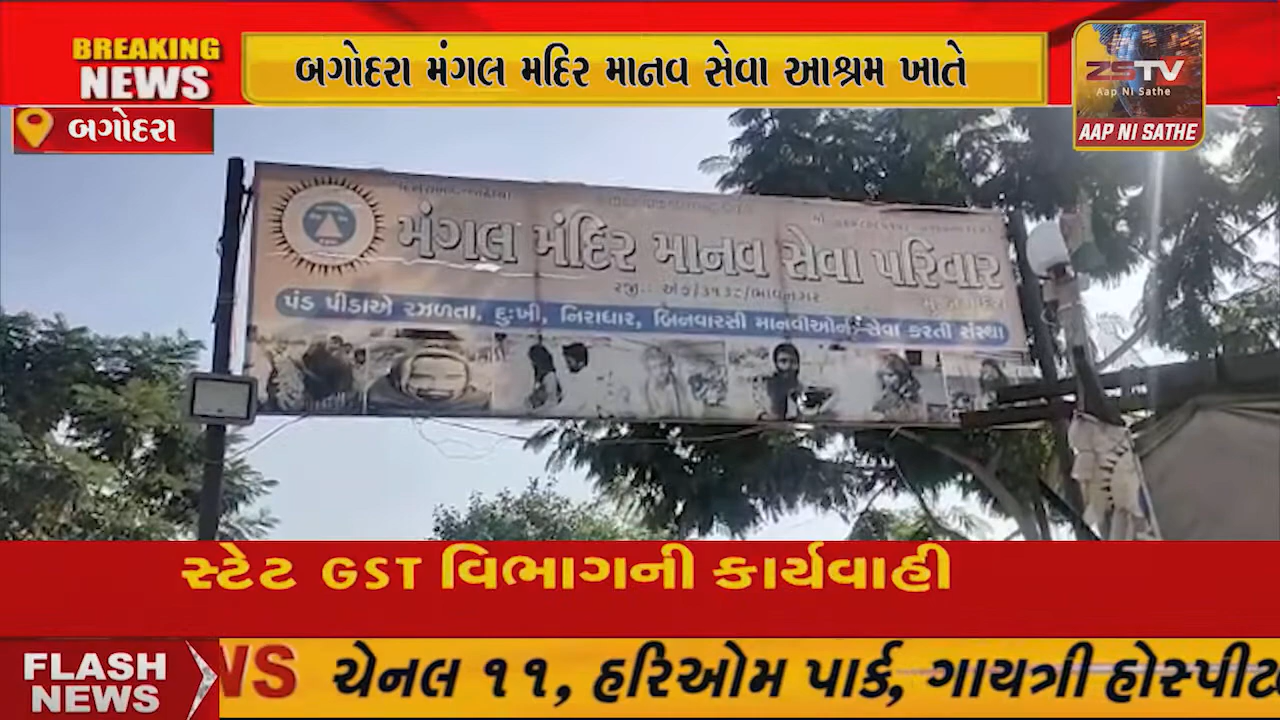 BREAKING
NEWS
બગોદરા મંગલ મદિર માનવ સેવા આશ્રમ ખાતે
ZSTV
Aap Ni Sathe
AAP NI SATHE
બગોદરા
મંગલ મંદિર માનવ સેવા પરિવાર
પંડ પીડાએ રઝળતા, દુઃખી, નિરાધાર, બિનવારસી માનવીઓની સેવા કરતી સંસ્થા
સ્ટેટ GST વિભાગની કાર્યવાહી
FLASH
NEWS
ચેનલ ૧૧, હરિઓમ પાર્ક, ગાયત્રી